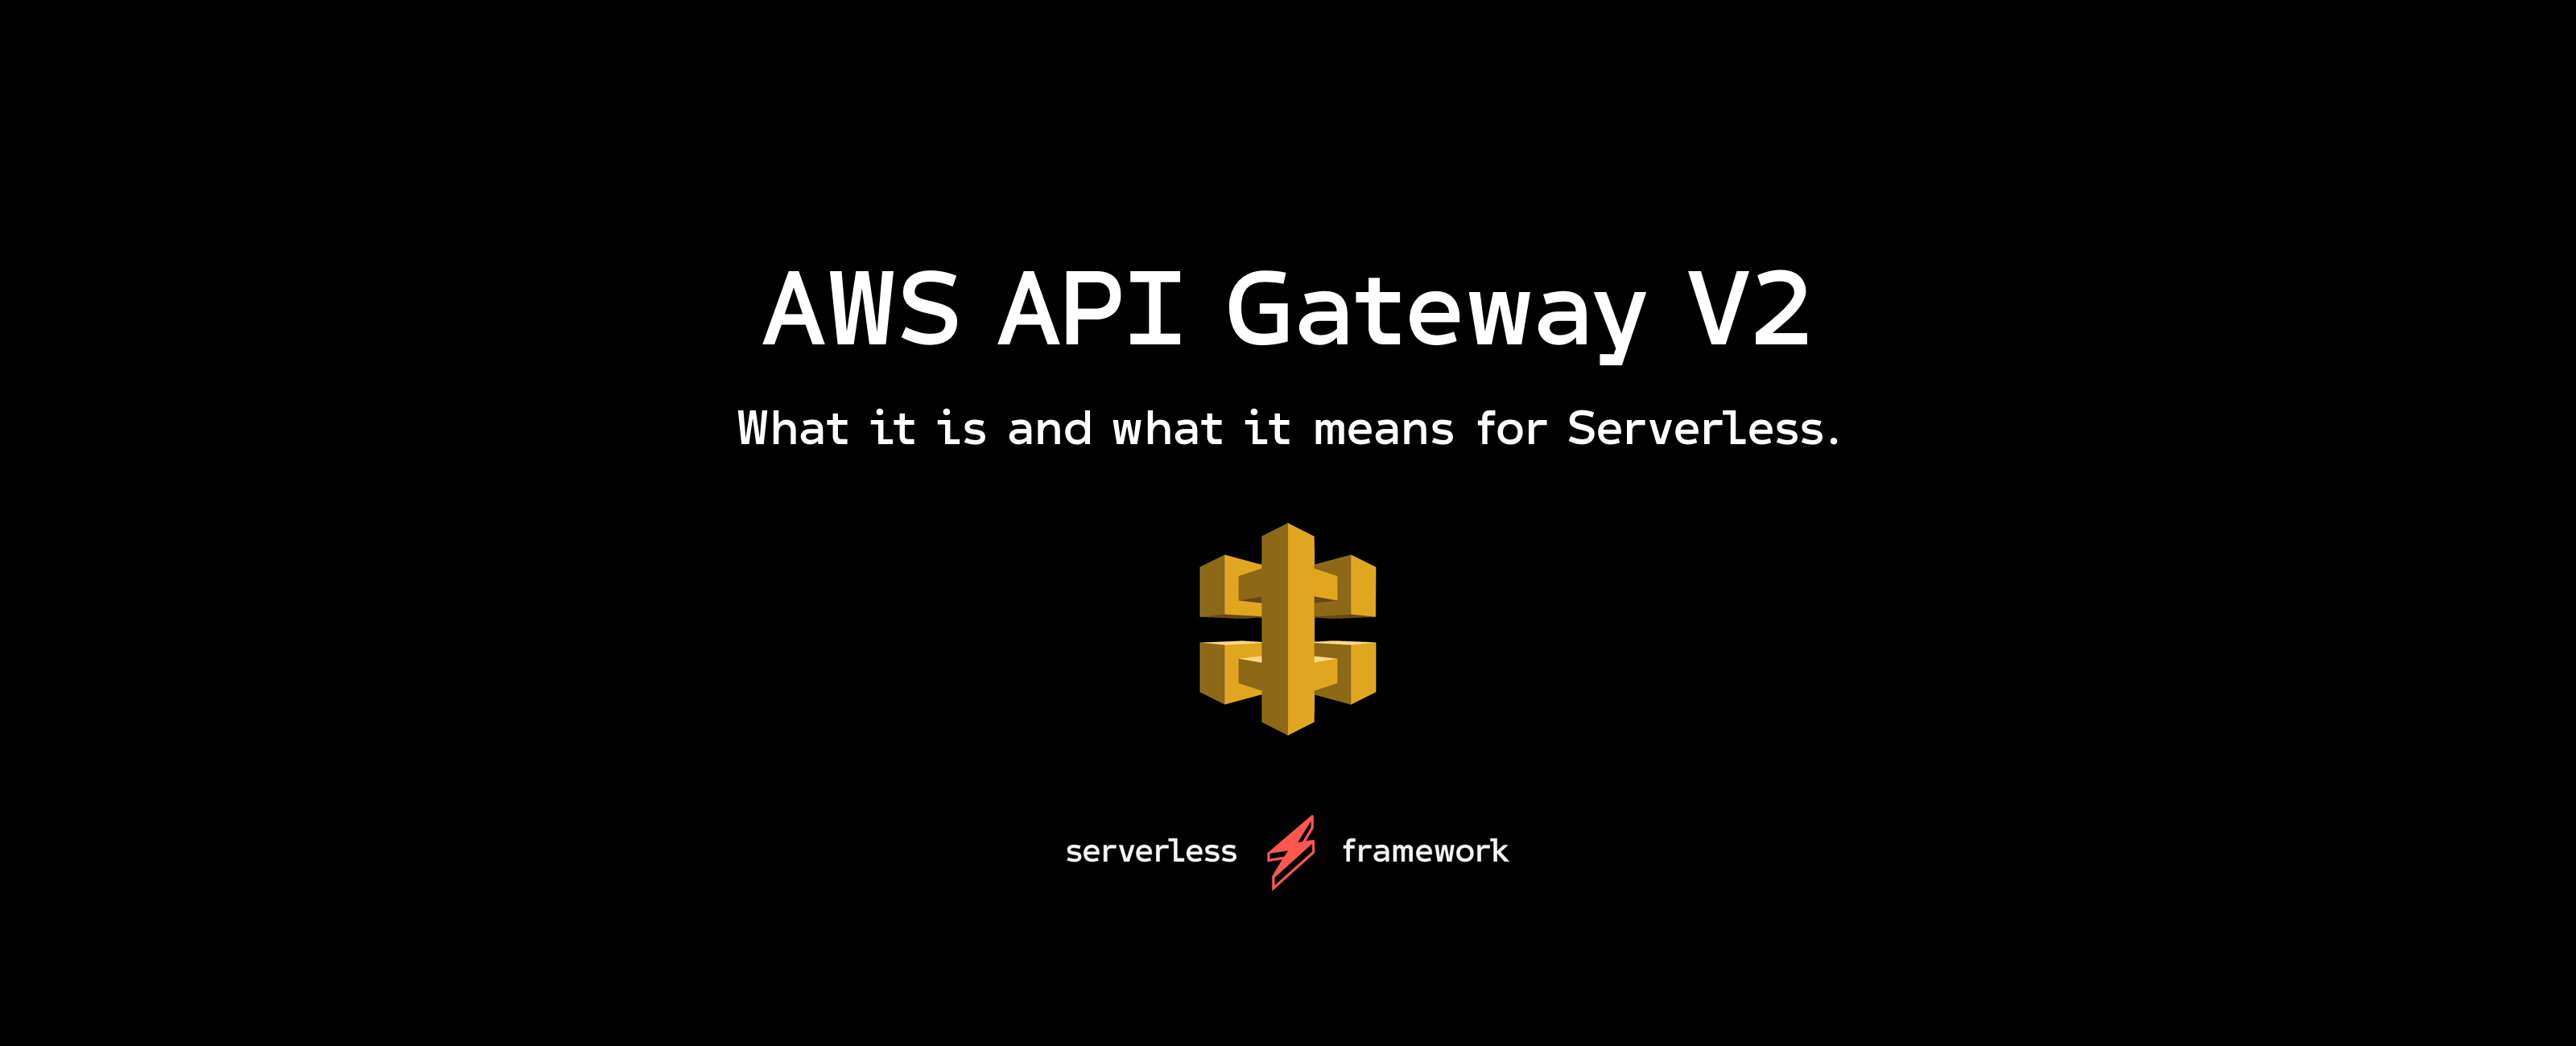 AWS API Gateway V2
What it is and what it means for Serverless.
serverless framework